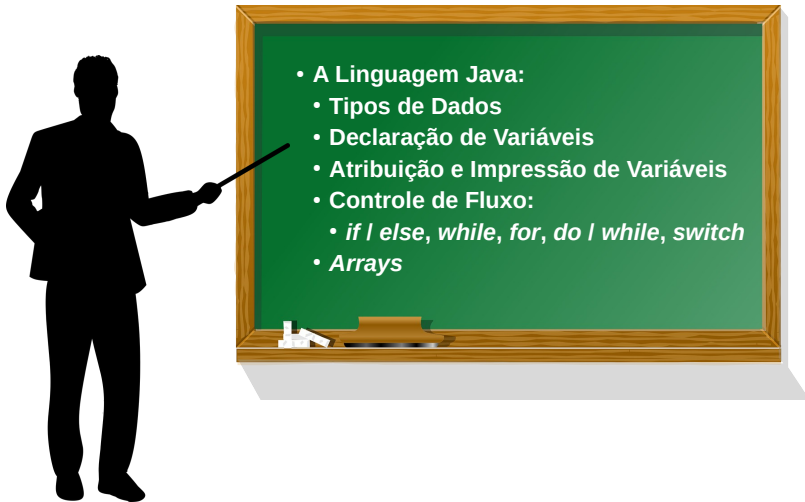 • A Linguagem Java:
• Tipos de Dados
• Declaração de Variáveis
• Atribuição e Impressão de Variáveis
• Controle de Fluxo:
• if / else, while, for, do / while, switch
• Arrays